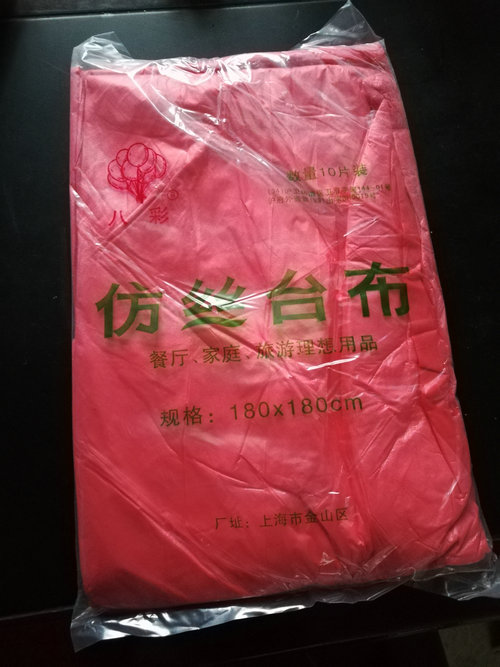 八彩
数量10片装
仿丝台布
餐厅、家庭、旅游理想用品
规格：180x180cm
厂址：上海市金山区